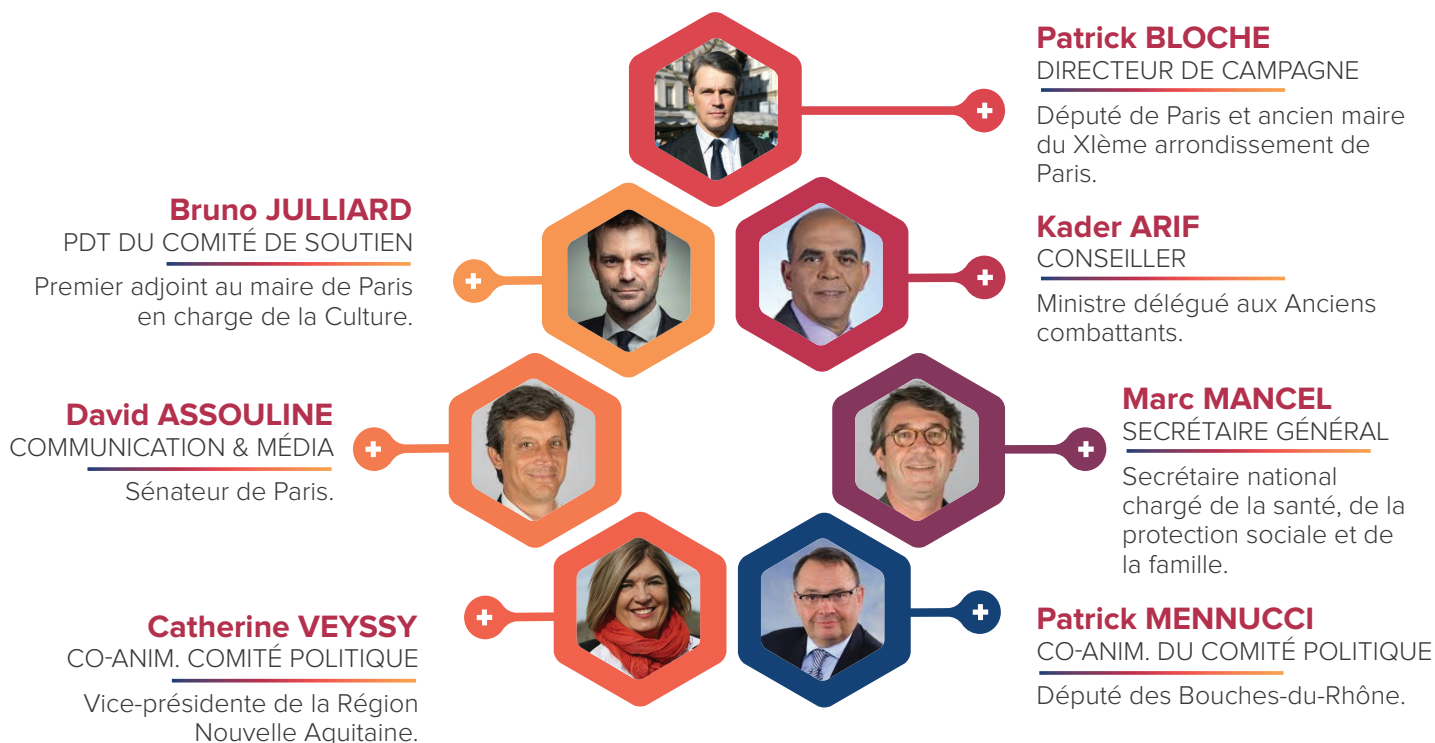 Patrick BLOCHE
DIRECTEUR DE CAMPAGNE
Député de Paris et ancien maire
du XIème arrondissement de
Paris.
Bruno JULLIARD
PDT DU COMITÉ DE SOUTIEN
Premier adjoint au maire de Paris
en charge de la Culture.
Kader ARIF
CONSEILLER
Ministre délégué aux Anciens
combattants.
David ASSOULINE
COMMUNICATION & MÉDIA
Sénateur de Paris.
Marc MANCEL
SECRÉTAIRE GÉNÉRAL
Secrétaire national
chargé de la santé, de la
protection sociale et de
la famille.
Catherine VEYSSY
CO-ANIM. COMITÉ POLITIQUE
Vice-présidente de la Région
Nouvelle Aquitaine.
Patrick MENNUCCI
CO-ANIM. DU COMITÉ POLITIQUE
Député des Bouches-du-Rhône.